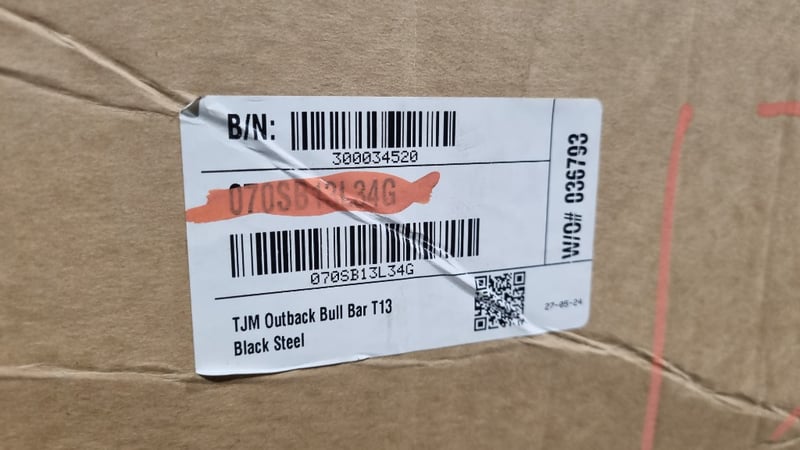 B/N:
300034520
070SB13L34G
070SB13L34G
TJM Outback Bull Bar T13
Black Steel
27-05-24
W/O# 036793